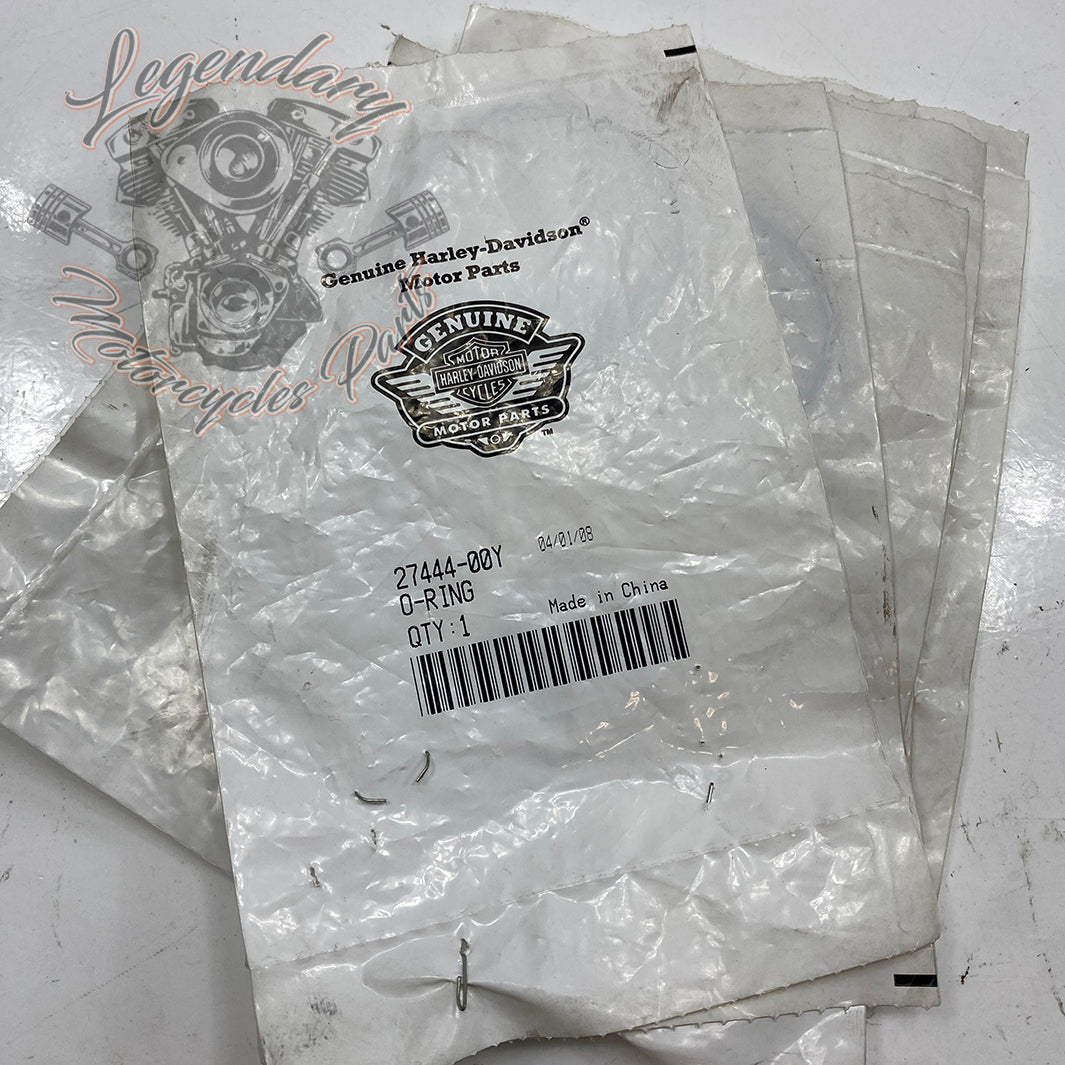 Legendary
Motorcycles Parts
Genuine Harley-Davidson®
Motor Parts
GENUINE
MOTOR
HARLEY-DAVIDSON
CYCLES
MOTOR PARTS
™
27444-00Y
04/01/08
O-RING
Made in China
QTY:1